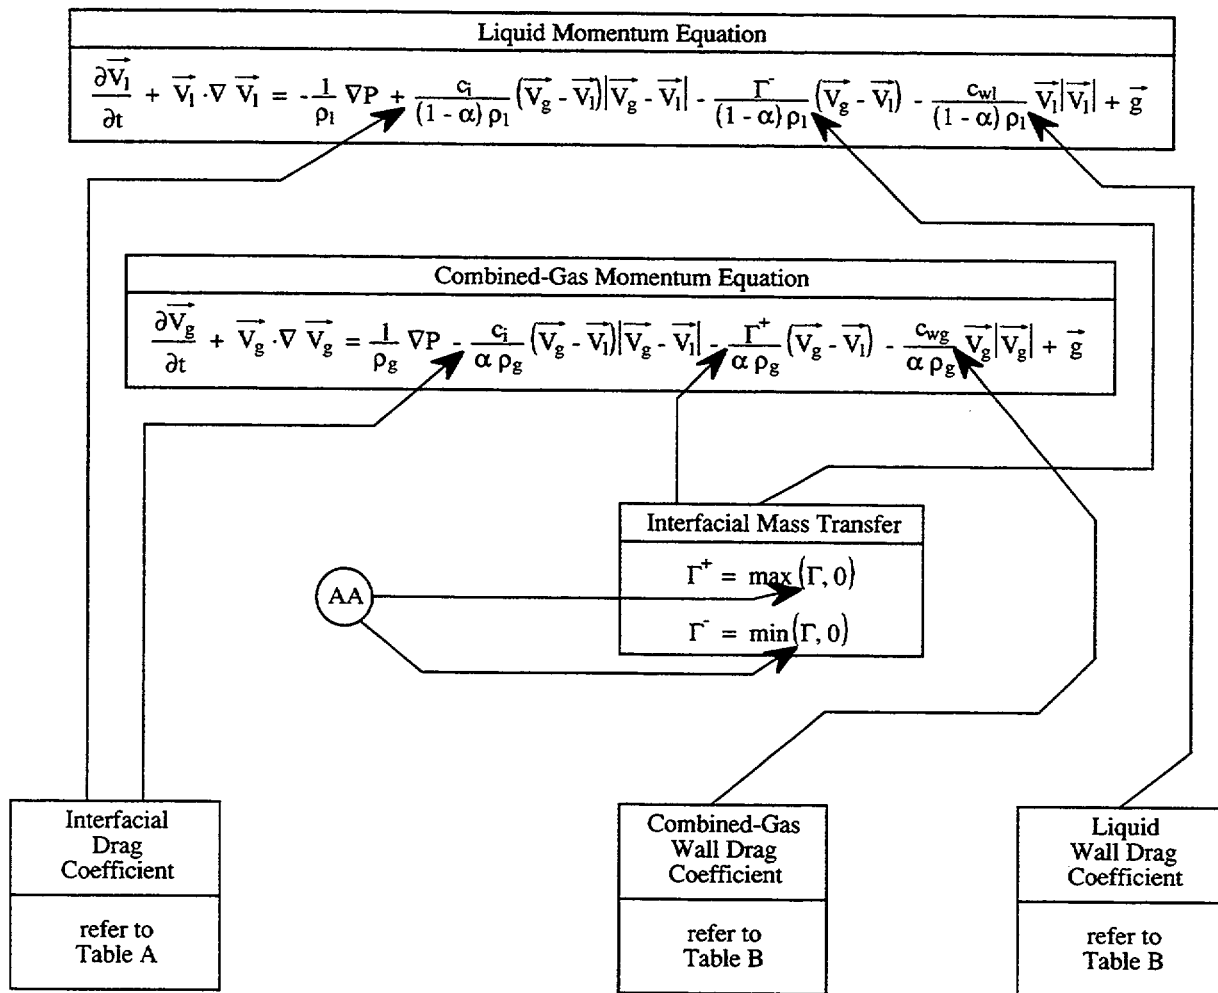 Liquid Momentum Equation
∂V⃗l/∂t + V⃗l ·∇ V⃗l = -1/ρl ∇P + ci/((1 - α) ρl) (V⃗g - V⃗l)|V⃗g - V⃗l| - Γ⁻/((1 - α) ρl) (V⃗g - V⃗l) - cwl/((1 - α) ρl) V⃗l|V⃗l| + g⃗
Combined-Gas Momentum Equation
∂V⃗g/∂t + V⃗g ·∇ V⃗g = 1/ρg ∇P - ci/(α ρg) (V⃗g - V⃗l)|V⃗g - V⃗l| - Γ⁺/(α ρg) (V⃗g - V⃗l) - cwg/(α ρg) V⃗g|V⃗g| + g⃗
Interfacial Mass Transfer
Γ⁺ = max(Γ, 0)
AA
Γ⁻ = min(Γ, 0)
Interfacial
Drag
Coefficient
refer to
Table A
Combined-Gas
Wall Drag
Coefficient
refer to
Table B
Liquid
Wall Drag
Coefficient
refer to
Table B